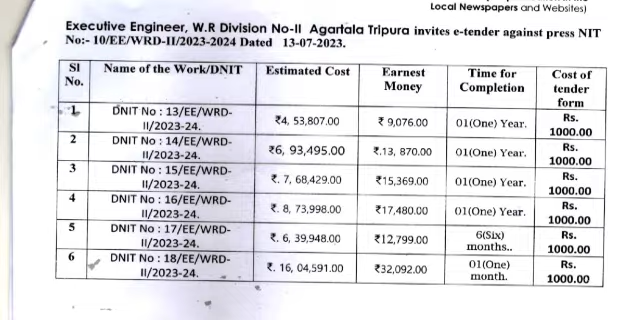 Local Newspapers and Websites)
Executive Engineer, W.R Division No-II Agartala Tripura invites e-tender against press NIT
No:- 10/EE/WRD-II/2023-2024 Dated 13-07-2023.
Sl No. Name of the Work/DNIT Estimated Cost Earnest Money Time for Completion Cost of tender form
1 DNIT No : 13/EE/WRD-II/2023-24. ₹4, 53,807.00 ₹ 9,076.00 01(One) Year. Rs. 1000.00
2 DNIT No : 14/EE/WRD-II/2023-24. ₹6, 93,495.00 ₹.13, 870.00 01(One) Year. Rs. 1000.00
3 DNIT No : 15/EE/WRD-II/2023-24. ₹. 7, 68,429.00 ₹15,369.00 01(One) Year. Rs. 1000.00
4 DNIT No : 16/EE/WRD-II/2023-24. ₹. 8, 73,998.00 ₹17,480.00 01(One) Year. Rs. 1000.00
5 DNIT No : 17/EE/WRD-II/2023-24. ₹. 6, 39,948.00 ₹12,799.00 6(Six) months.. Rs. 1000.00
6 DNIT No : 18/EE/WRD-II/2023-24. ₹. 16, 04,591.00 ₹32,092.00 01(One) month. Rs. 1000.00